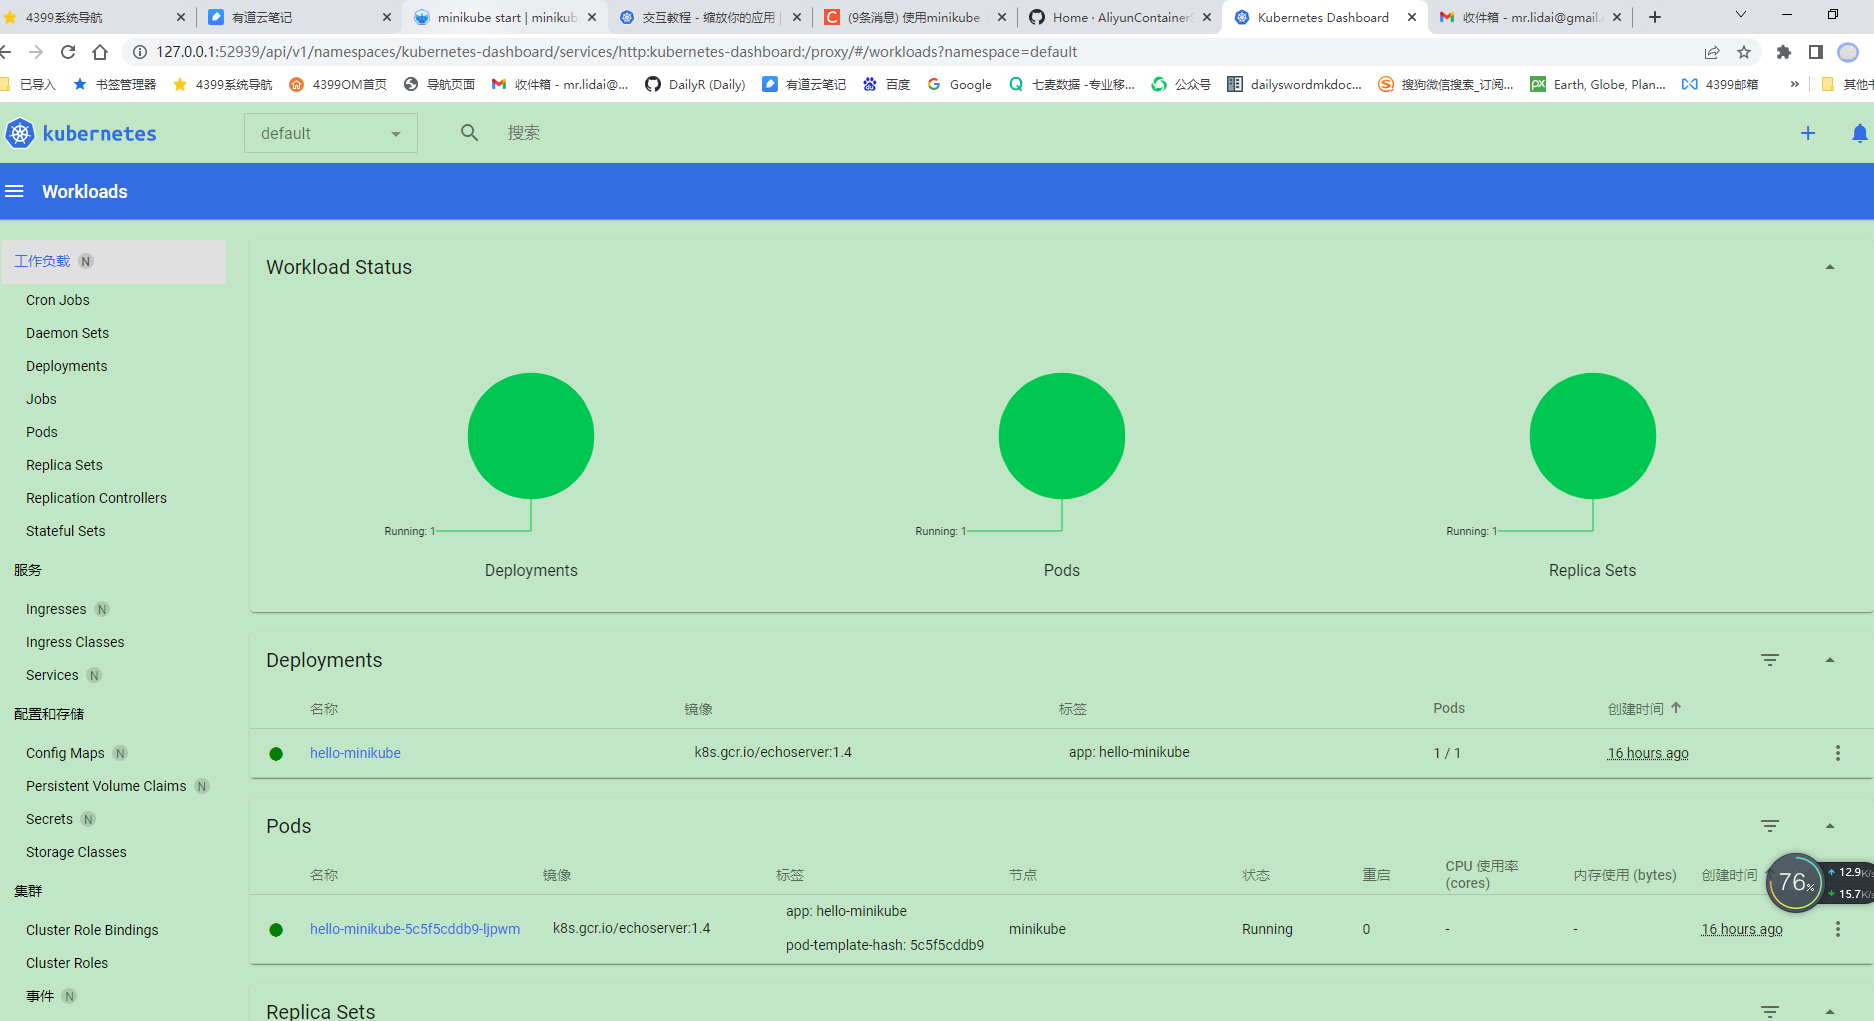 4399系统导航
有道云笔记
minikube start | minikub
交互教程 - 缩放你的应用
(9条消息) 使用minikube
Home · AliyunContainerS
Kubernetes Dashboard
收件箱 - mr.lidai@gmail.c
127.0.0.1:52939/api/v1/namespaces/kubernetes-dashboard/services/http:kubernetes-dashboard:/proxy/#/workloads?namespace=default
已导入
书签管理器
4399系统导航
4399OM首页
导航页面
收件箱 - mr.lidai@...
DailyR (Daily)
有道云笔记
百度
Google
七麦数据 -专业移...
公众号
dailyswordmkdoc...
搜狗微信搜索_订阅...
Earth, Globe, Plan...
4399邮箱
»
其他书
kubernetes
default
搜索
Workloads
工作负载 N
Cron Jobs
Daemon Sets
Deployments
Jobs
Pods
Replica Sets
Replication Controllers
Stateful Sets
服务
Ingresses N
Ingress Classes
Services N
配置和存储
Config Maps N
Persistent Volume Claims N
Secrets N
Storage Classes
集群
Cluster Role Bindings
Cluster Roles
事件 N
Workload Status
Running: 1
Deployments
Running: 1
Pods
Running: 1
Replica Sets
Deployments
名称 镜像 标签 Pods 创建时间
hello-minikube k8s.gcr.io/echoserver:1.4 app: hello-minikube 1 / 1 16 hours ago
Pods
名称 镜像 标签 节点 状态 重启 CPU 使用率 (cores) 内存使用 (bytes) 创建时间
hello-minikube-5c5f5cddb9-ljpwm k8s.gcr.io/echoserver:1.4 app: hello-minikube
pod-template-hash: 5c5f5cddb9 minikube Running 0 - - 16 hours ago
76%
12.9K/s
15.7K/s
Replica Sets